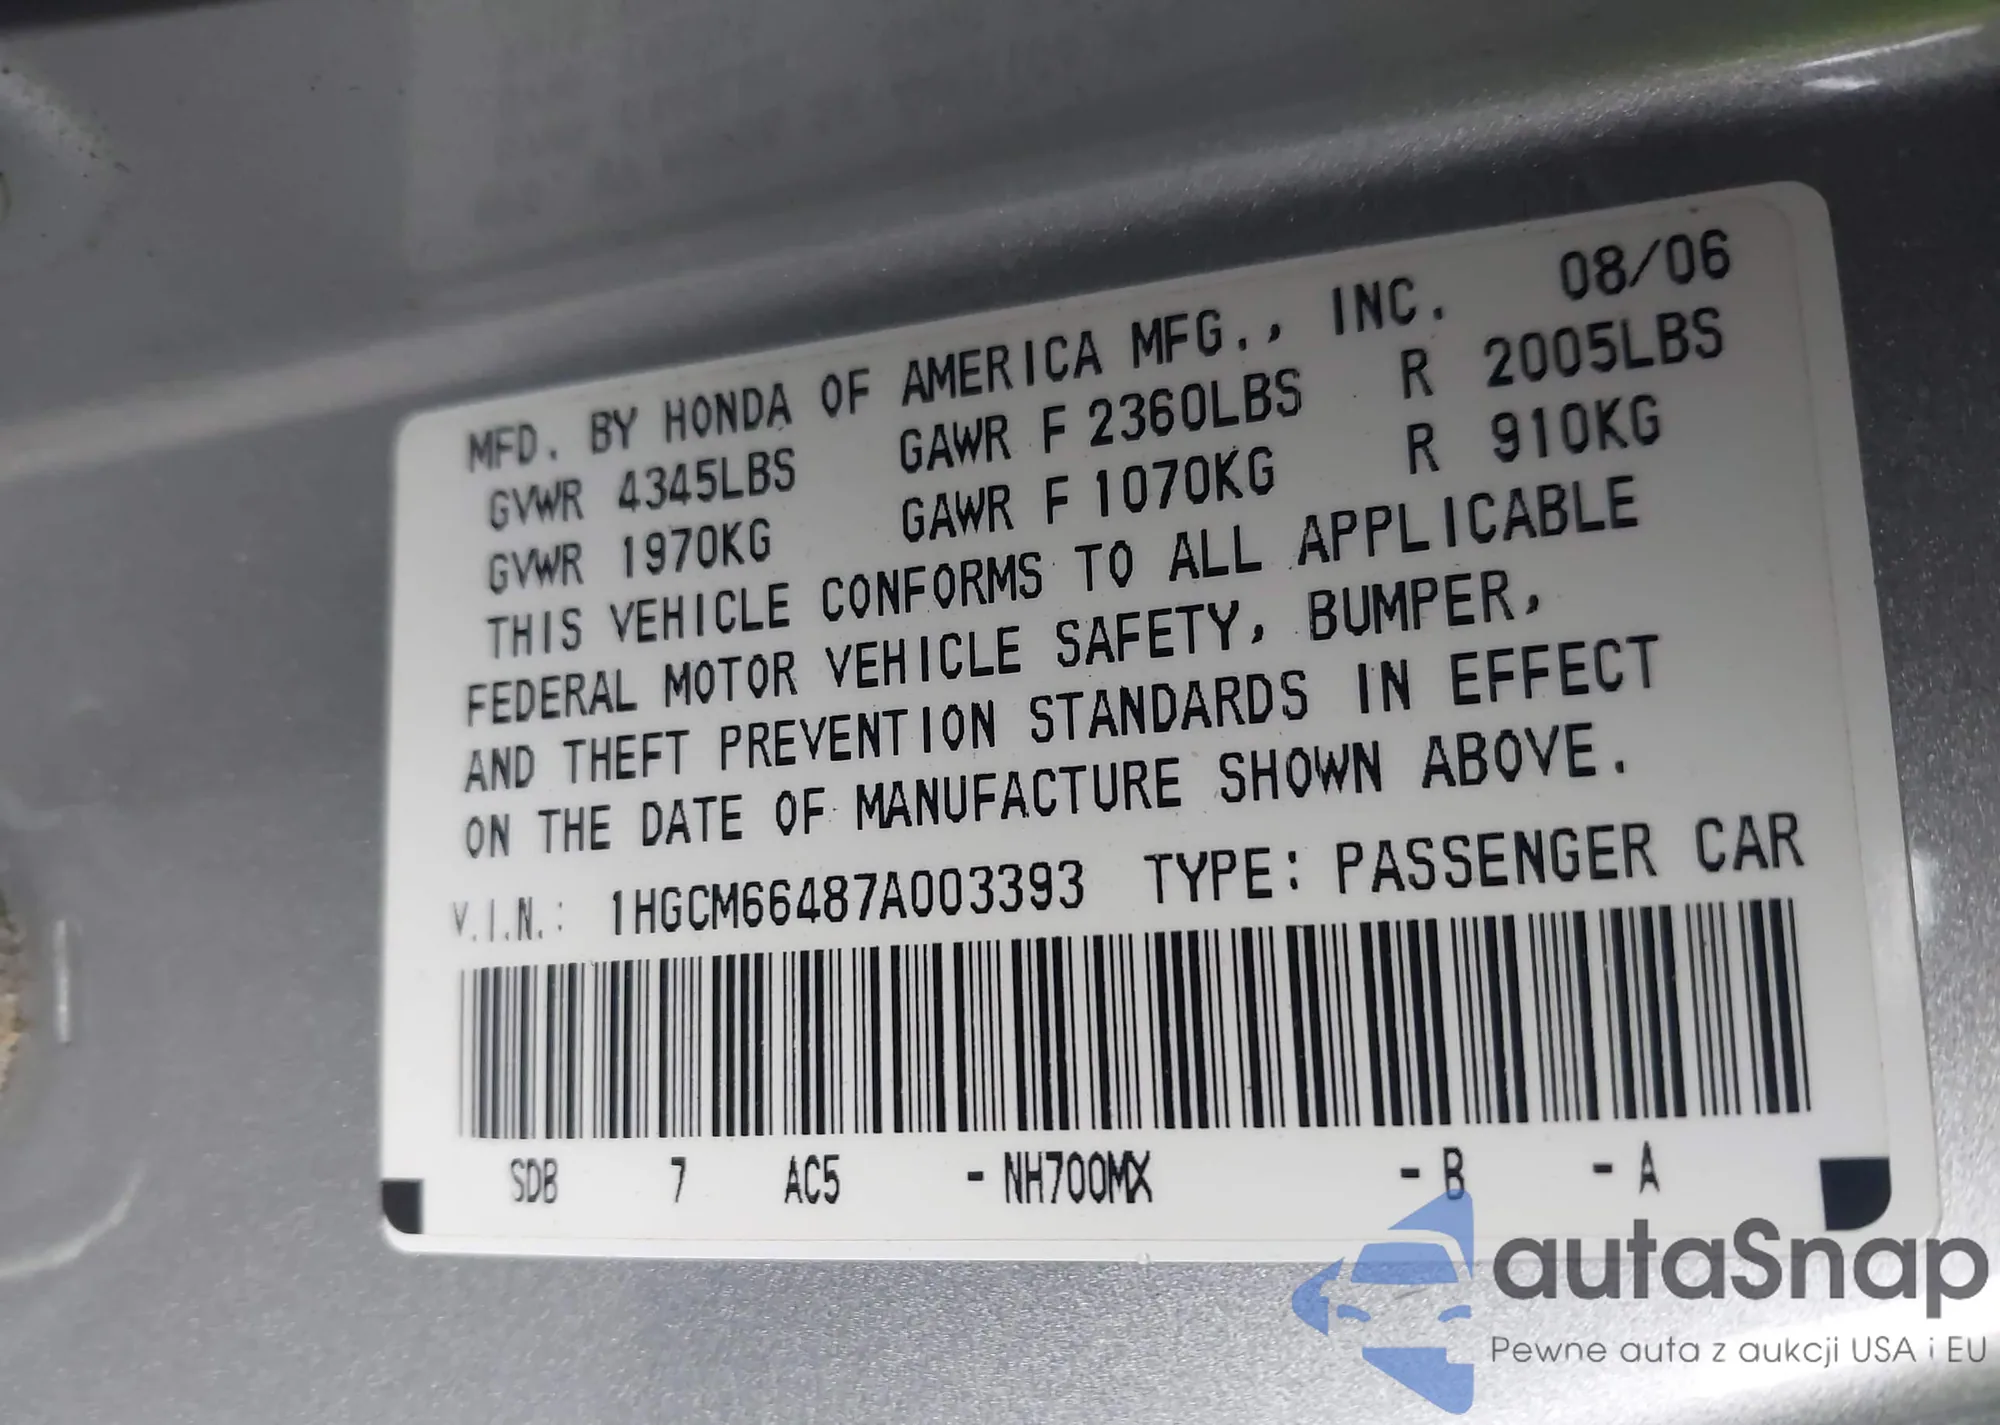 MFD. BY HONDA OF AMERICA MFG., INC. 08/06
GVWR 4345LBS GAWR F 2360LBS R 2005LBS
GVWR 1970KG GAWR F 1070KG R 910KG
THIS VEHICLE CONFORMS TO ALL APPLICABLE
FEDERAL MOTOR VEHICLE SAFETY, BUMPER,
AND THEFT PREVENTION STANDARDS IN EFFECT
ON THE DATE OF MANUFACTURE SHOWN ABOVE.
V.I.N.: 1HGCM66487A003393 TYPE: PASSENGER CAR
SDB 7 AC5 - NH700MX - B - A
autaSnap
Pewne auta z aukcji USA i EU